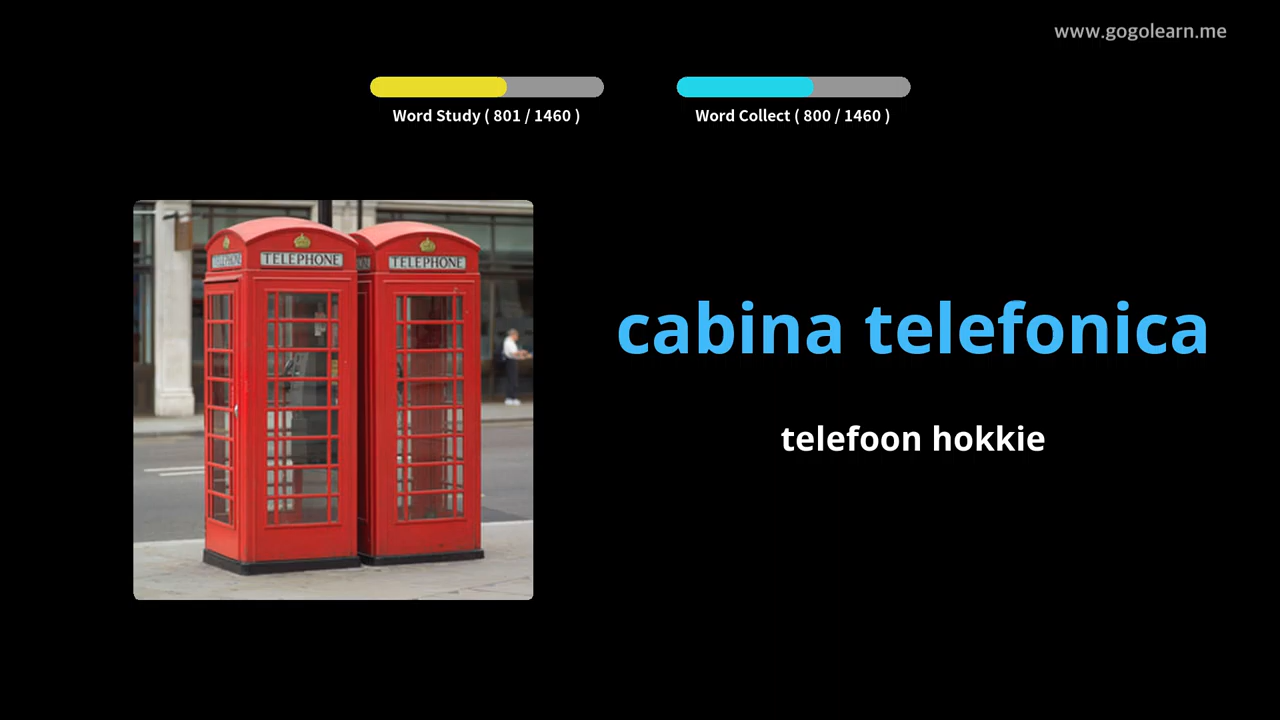 www.gogolearn.me
Word Study ( 801 / 1460 )
Word Collect ( 800 / 1460 )
TELEPHONE
TELEPHONE
cabina telefonica
telefoon hokkie